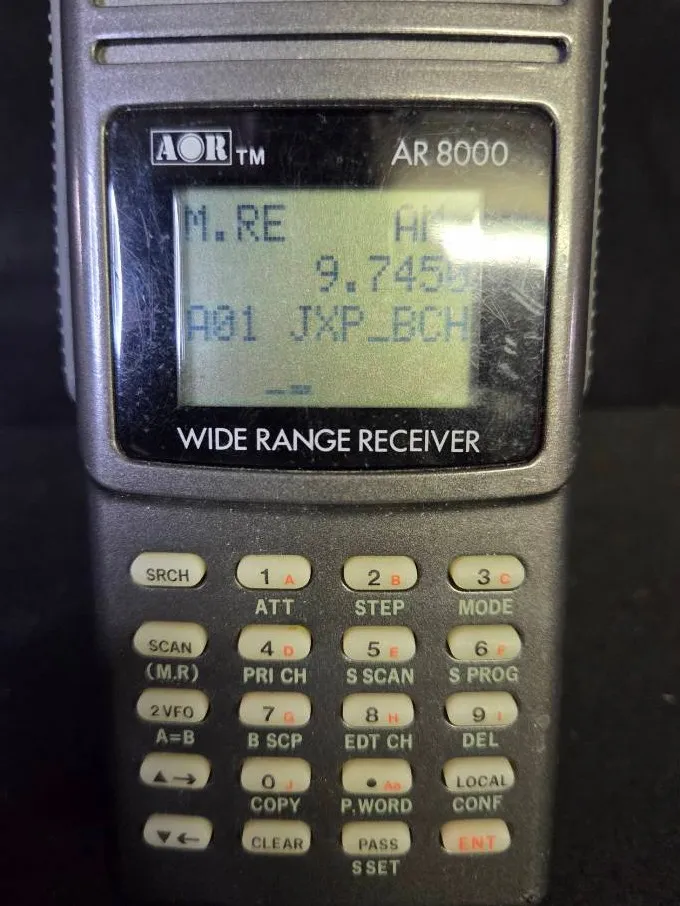 AOR TM AR 8000
M.RE AM
9.7450
A01 JXP_BCH
WIDE RANGE RECEIVER
SRCH 1 A 2 B 3 C
ATT STEP MODE
SCAN 4 D 5 E 6 F
(M.R) PRI CH S SCAN S PROG
2VFO 7 G 8 H 9 I
A=B B SCP EDT CH DEL
▲→ 0 J • Aa LOCAL
COPY P.WORD CONF
▼← CLEAR PASS ENT
S SET